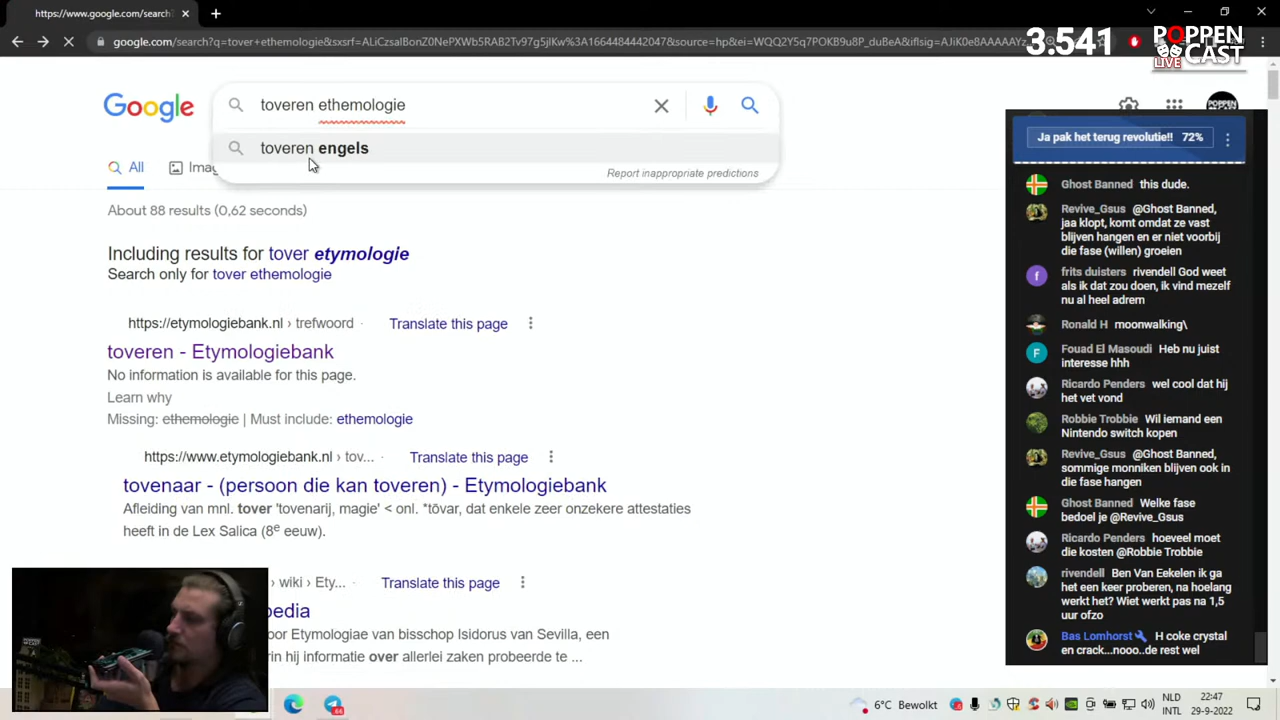 https://www.google.com/search?
google.com/search?q=tover+ethemologie&sxsrf=ALiCzsalBonZ0NePXWb5RAB2Tv97g5jlKw%3A1664484442047&source=hp&ei=WQQ2Y5q7POKB9u8P_duBeA&iflsig=AJiK0e8AAAAAYz
3.541
POPPEN
CAST
LIVE
Google
toveren ethemologie
toveren engels
Report inappropriate predictions
All
Imag
About 88 results (0,62 seconds)
Including results for tover etymologie
Search only for tover ethemologie
https://etymologiebank.nl › trefwoord
Translate this page
toveren - Etymologiebank
No information is available for this page.
Learn why
Missing: ethemologie | Must include: ethemologie
https://www.etymologiebank.nl › tov...
Translate this page
tovenaar - (persoon die kan toveren) - Etymologiebank
Afleiding van mnl. tover 'tovenarij, magie' < onl. *tōvar, dat enkele zeer onzekere attestaties
heeft in de Lex Salica (8e eeuw).
› wiki › Ety...
Translate this page
pedia
oor Etymologiae van bisschop Isidorus van Sevilla, een
rin hij informatie over allerlei zaken probeerde te ...
Ja pak het terug revolutie!! 72%
Ghost Banned this dude.
Revive_Gsus @Ghost Banned,
jaa klopt, komt omdat ze vast
blijven hangen en er niet voorbij
die fase (willen) groeien
frits duisters rivendell God weet
als ik dat zou doen, ik vind mezelf
nu al heel adrem
Ronald H moonwalking\
Fouad El Masoudi Heb nu juist
interesse hhh
Ricardo Penders wel cool dat hij
het vet vond
Robbie Trobbie Wil iemand een
Nintendo switch kopen
Revive_Gsus @Ghost Banned,
sommige monniken blijven ook in
die fase hangen
Ghost Banned Welke fase
bedoel je @Revive_Gsus
Ricardo Penders hoeveel moet
die kosten @Robbie Trobbie
rivendell Ben Van Eekelen ik ga
het een keer proberen, na hoelang
werkt het? Wiet werkt pas na 1,5
uur ofzo
Bas Lomhorst H coke crystal
en crack...nooo..de rest wel
64
6°C Bewolkt
NLD
INTL
22:47
29-9-2022